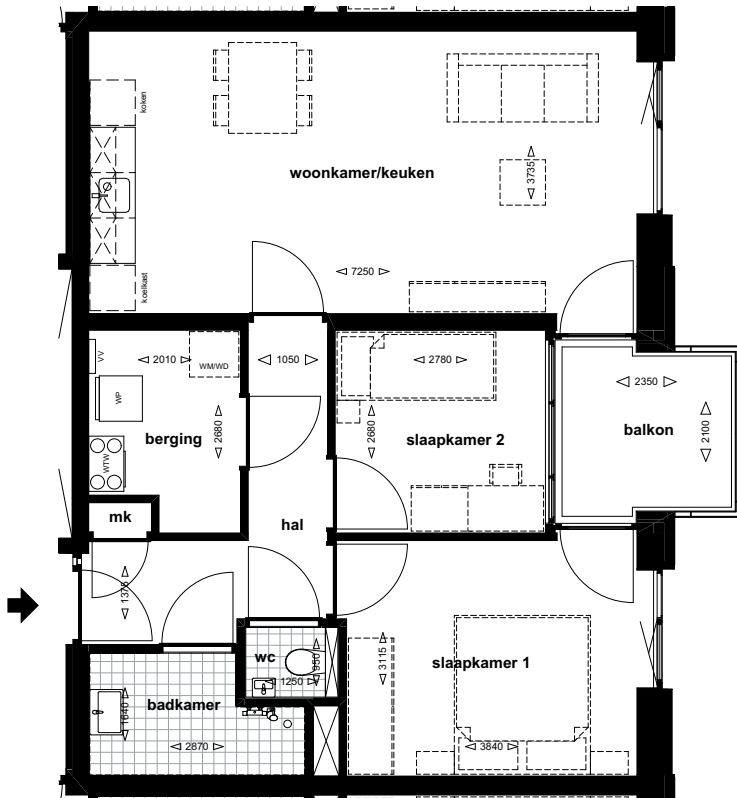 koken
woonkamer/keuken
3735
7250
koelkast
VV
2010
WM/WD
1050
2780
2350
WP
2680
2680
2100
berging
slaapkamer 2
balkon
WTW
mk
hal
1375
wc
950
1250
3115
slaapkamer 1
badkamer
1640
2870
3840